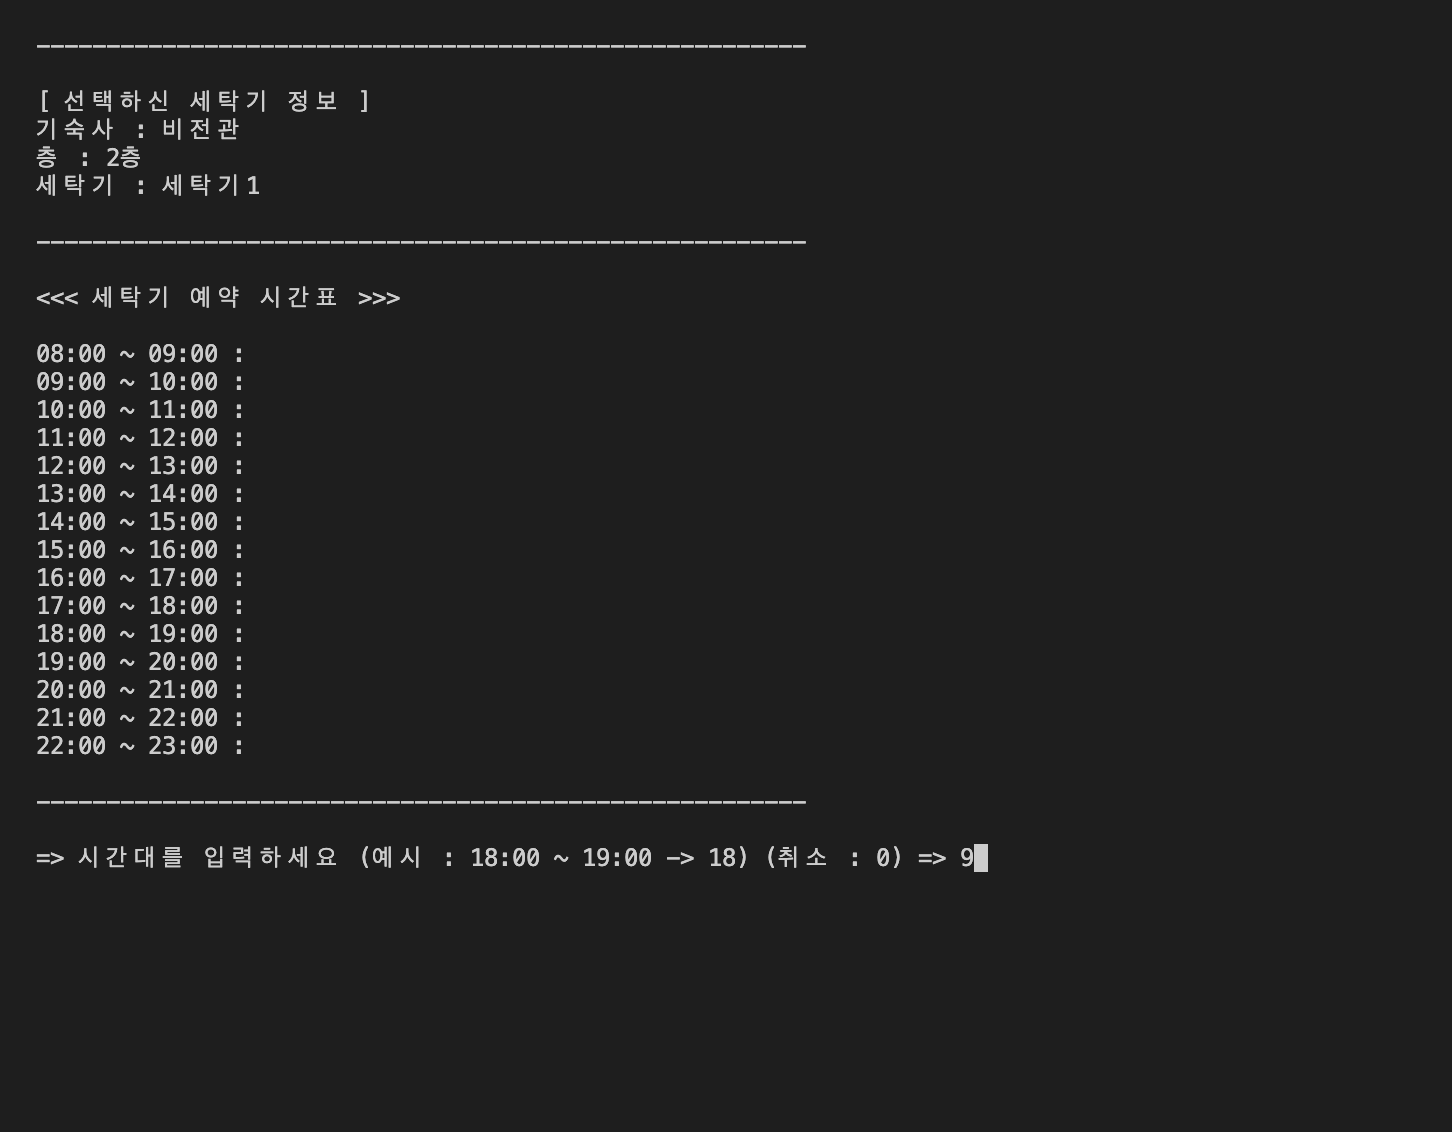 -------------------------------------------------------
[ 선택하신 세탁기 정보 ]
기숙사 : 비전관
층 : 2층
세탁기 : 세탁기1
-------------------------------------------------------
<<< 세탁기 예약 시간표 >>>
08:00 ~ 09:00 :
09:00 ~ 10:00 :
10:00 ~ 11:00 :
11:00 ~ 12:00 :
12:00 ~ 13:00 :
13:00 ~ 14:00 :
14:00 ~ 15:00 :
15:00 ~ 16:00 :
16:00 ~ 17:00 :
17:00 ~ 18:00 :
18:00 ~ 19:00 :
19:00 ~ 20:00 :
20:00 ~ 21:00 :
21:00 ~ 22:00 :
22:00 ~ 23:00 :
-------------------------------------------------------
=> 시간대를 입력하세요 (예시 : 18:00 ~ 19:00 -> 18) (취소 : 0) => 9